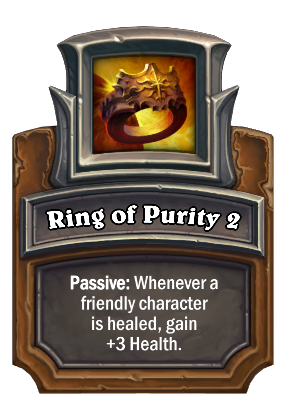 Ring of Purity 2
Passive: Whenever a
friendly character
is healed, gain
+3 Health.